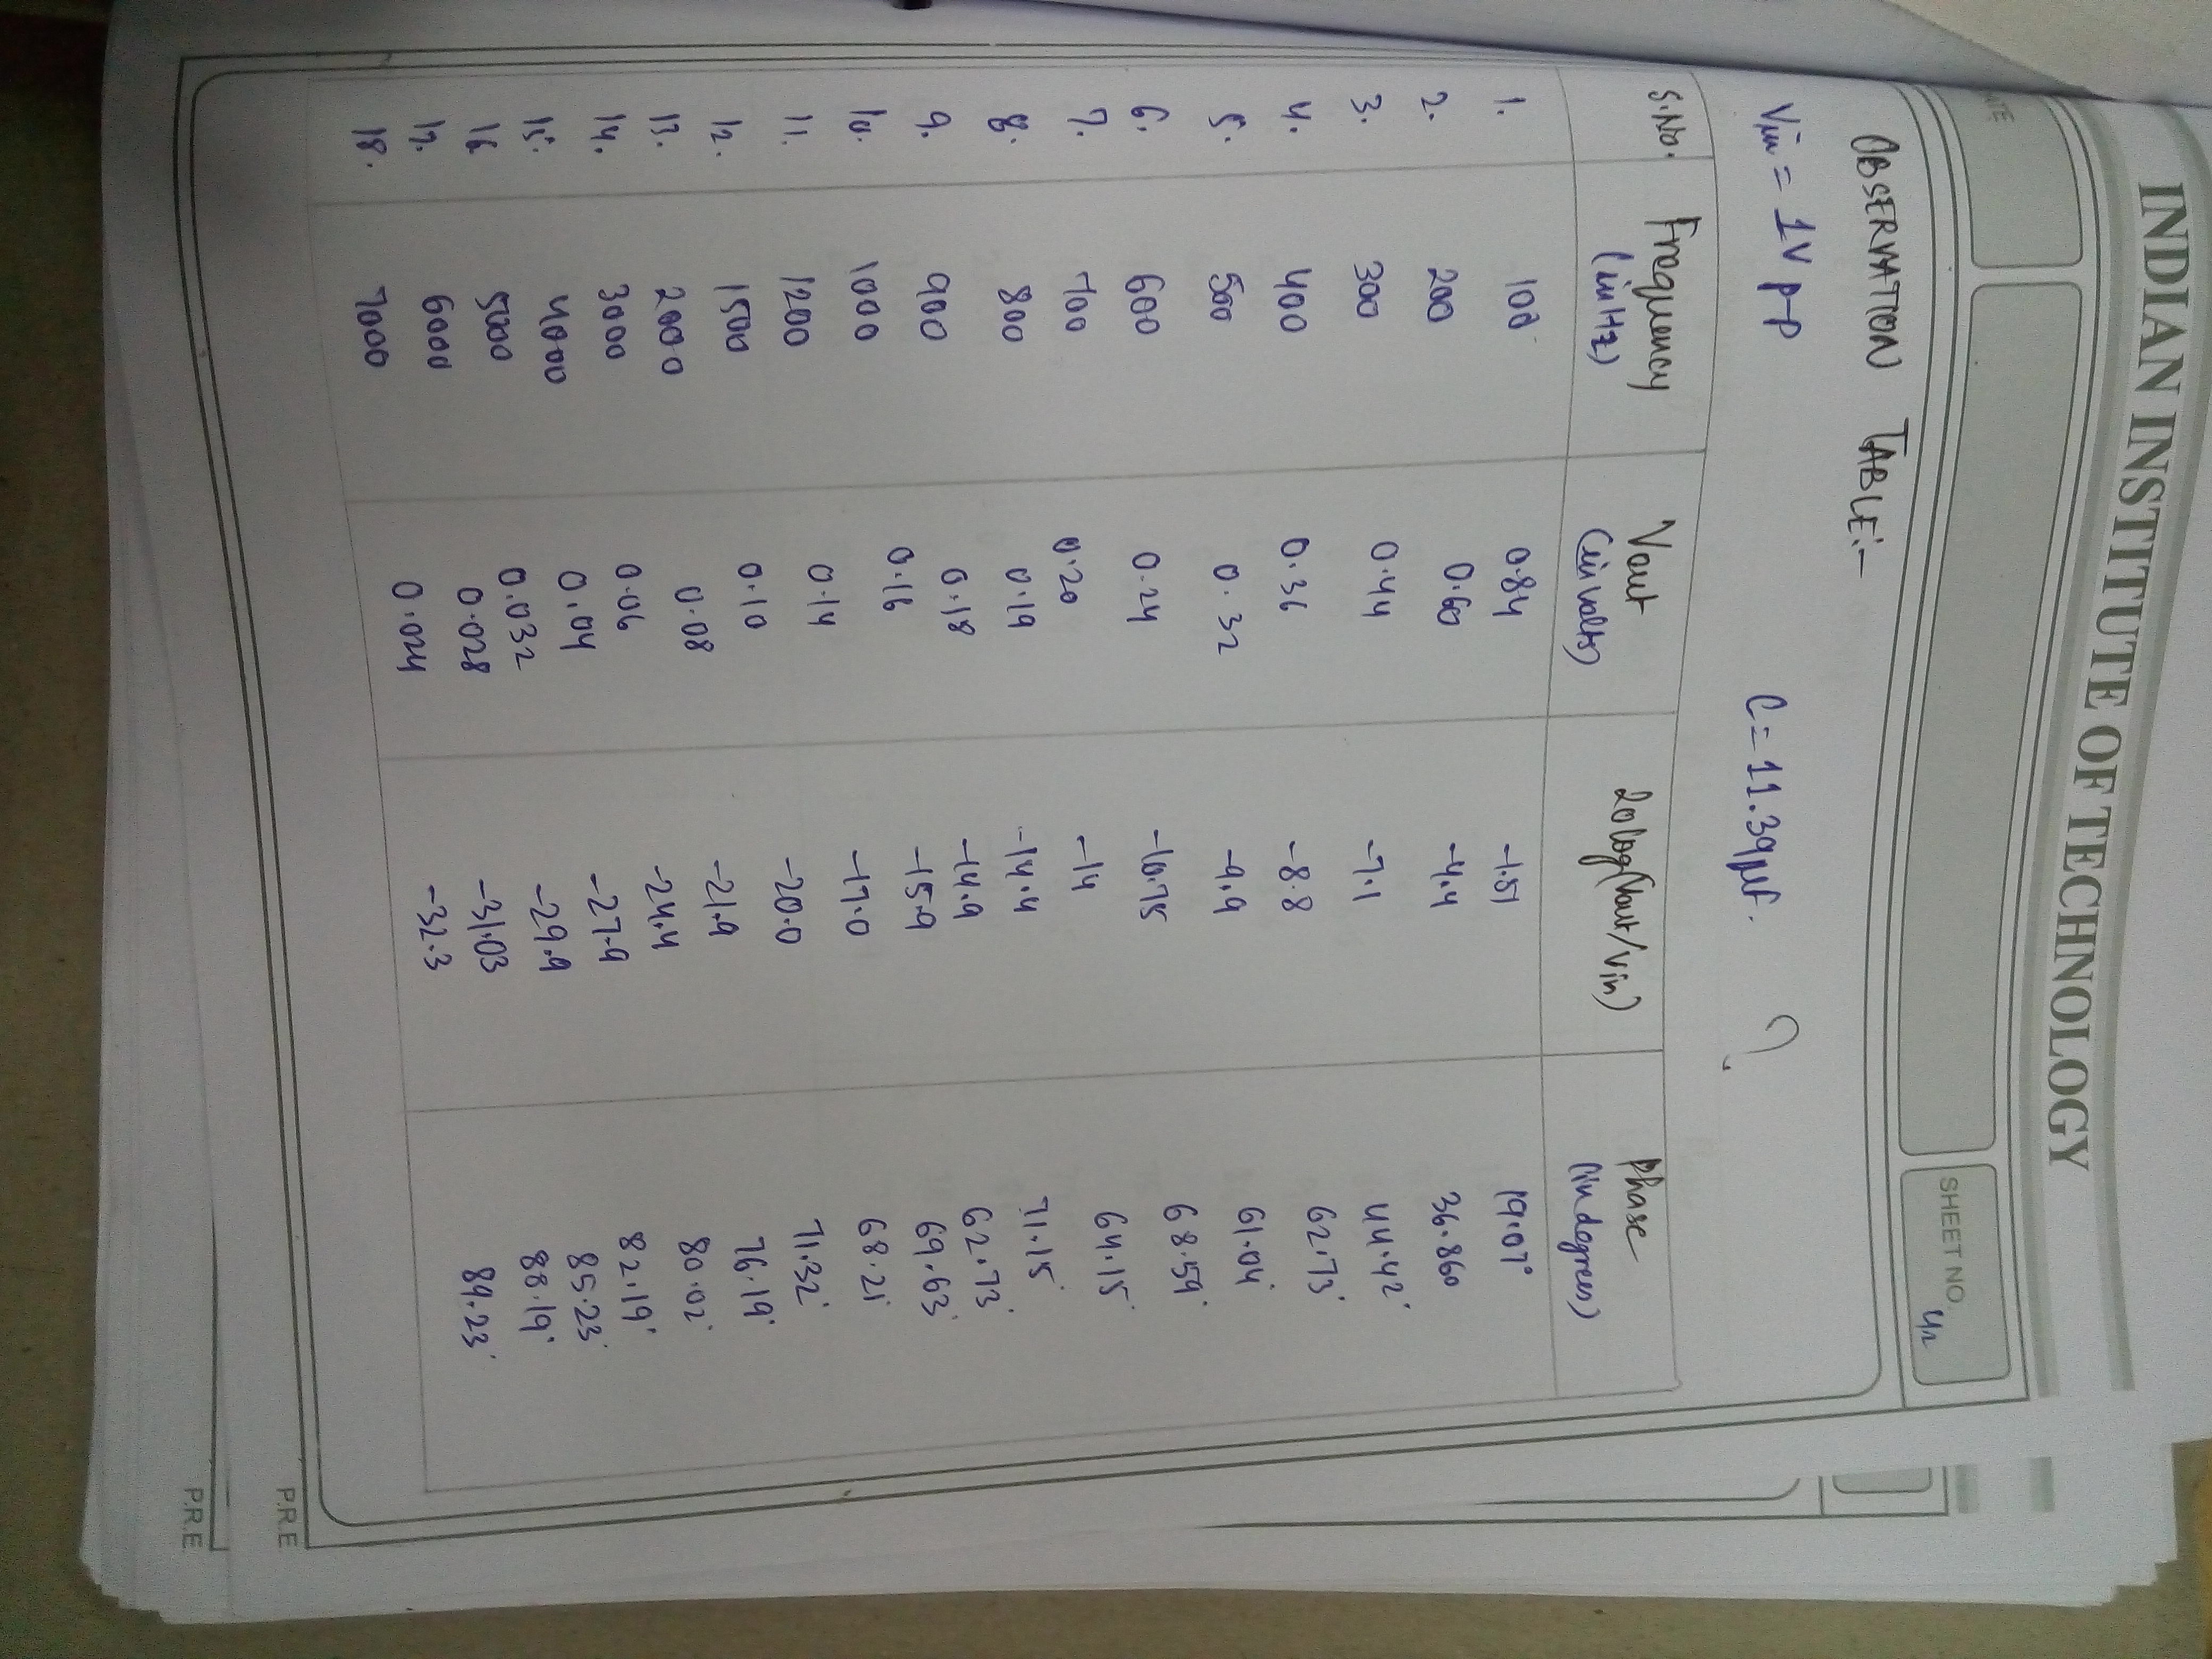 INDIAN INSTITUTE OF TECHNOLOGY
SHEET NO.
42
OBSERVATION TABLE:-
Vin = 1V p-p C = 11.39μf. ?
S.No. Frequency (in Hz) Vout (in volts) 20log(Vout/Vin) Phase (in degrees)
1. 100 0.84 -1.51 19.07°
2. 200 0.60 -4.4 36.860
3. 300 0.44 -7.1 44.42°
4. 400 0.36 -8.8 62.73°
5. 500 0.32 -9.9 61.04°
6. 600 0.24 -10.75 68.59°
7. 700 0.20 -14 64.15°
8. 800 0.19 -14.4 71.15°
9. 900 0.18 -14.9 62.73°
10. 1000 0.16 -15.9 69.63°
11. 1200 0.14 -17.0 68.21°
12. 1500 0.10 -20.0 71.32°
13. 2000 0.08 -21.9 76.19°
14. 3000 0.06 -24.4 80.02°
15. 4000 0.04 -27.9 82.19°
16 5000 0.032 -29.9 85.23°
17. 6000 0.028 -31.03 88.19°
18. 7000 0.024 -32.3 89.23°
P.R.E
P.R.E